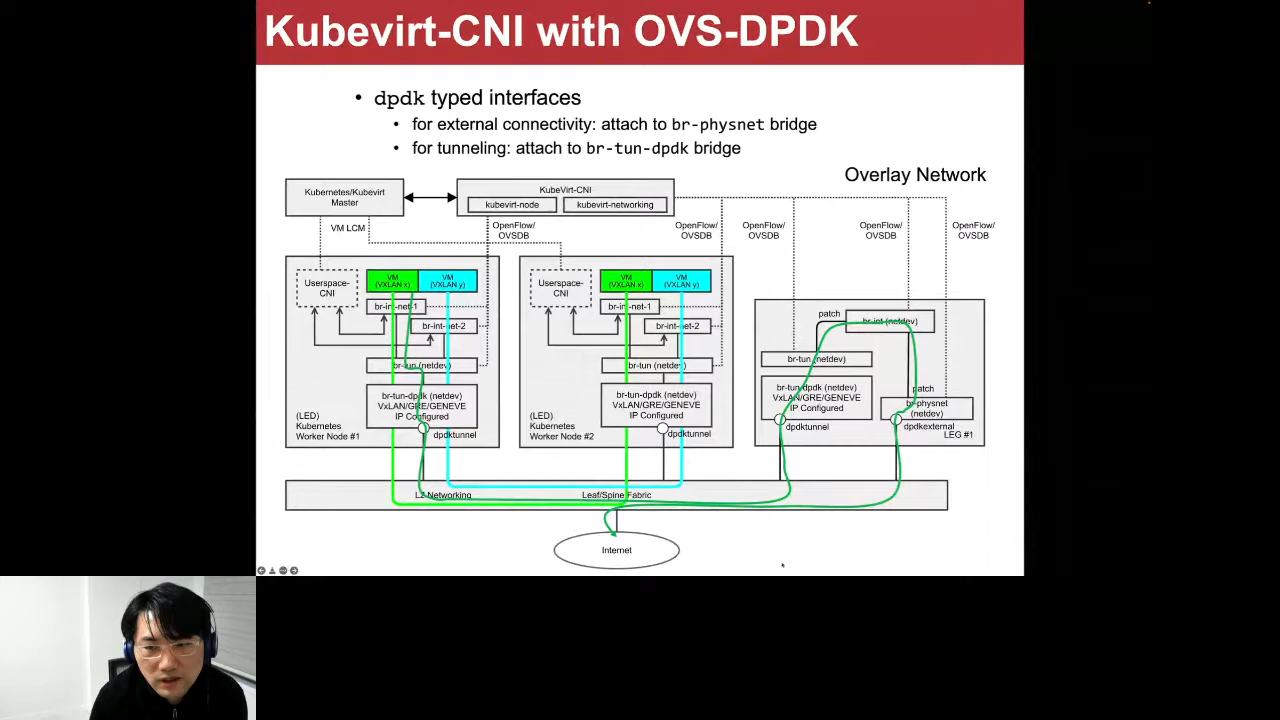 Kubevirt-CNI with OVS-DPDK
• dpdk typed interfaces
• for external connectivity: attach to br-physnet bridge
• for tunneling: attach to br-tun-dpdk bridge
Overlay Network
Kubernetes/Kubevirt
Master
KubeVirt-CNI
kubevirt-node
kubevirt-networking
VM LCM
OpenFlow/
OVSDB
OpenFlow/
OVSDB
OpenFlow/
OVSDB
OpenFlow/
OVSDB
OpenFlow/
OVSDB
Userspace-
CNI
VM
(VXLAN x)
VM
(VXLAN y)
br-int-net-1
br-int-net-2
br-tun (netdev)
br-tun-dpdk (netdev)
VxLAN/GRE/GENEVE
IP Configured
(LED)
Kubernetes
Worker Node #1
dpdktunnel
Userspace-
CNI
VM
(VXLAN x)
VM
(VXLAN y)
br-int-net-1
br-int-net-2
br-tun (netdev)
br-tun-dpdk (netdev)
VxLAN/GRE/GENEVE
IP Configured
(LED)
Kubernetes
Worker Node #2
dpdktunnel
patch
br-int (netdev)
br-tun (netdev)
br-tun-dpdk (netdev)
VxLAN/GRE/GENEVE
IP Configured
patch
br-physnet
(netdev)
dpdktunnel
dpdkexternal
LEG #1
L2 Networking
Leaf/Spine Fabric
Internet